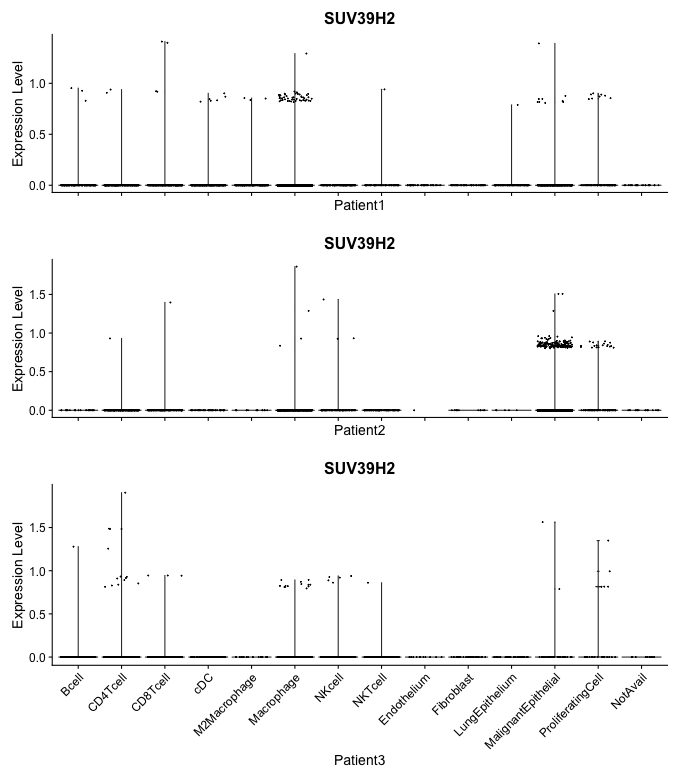 SUV39H2
Expression Level
1.0
0.5
0.0
Patient1
SUV39H2
Expression Level
1.5
1.0
0.5
0.0
Patient2
SUV39H2
Expression Level
1.5
1.0
0.5
0.0
Bcell
CD4Tcell
CD8Tcell
cDC
M2Macrophage
Macrophage
NKcell
NKTcell
Endothelium
Fibroblast
LungEpithelium
MalignantEpithelial
ProliferatingCell
NotAvail
Patient3